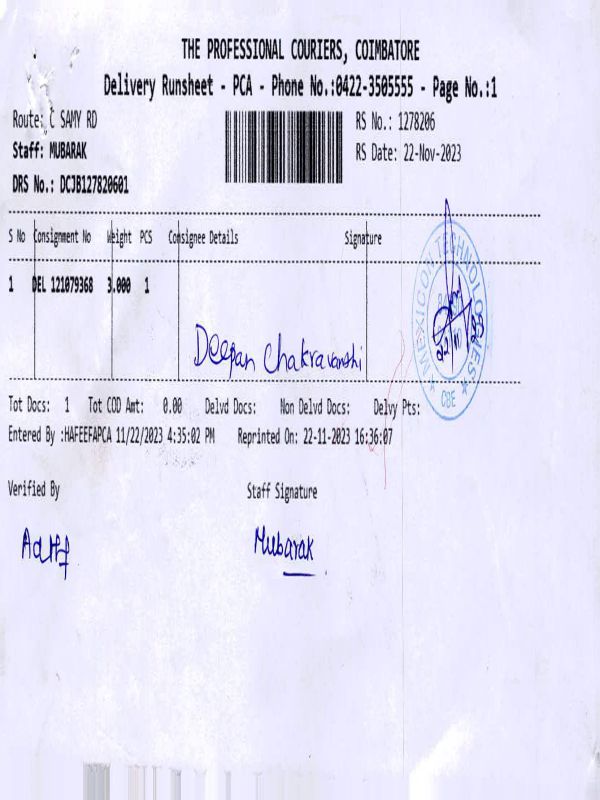 THE PROFESSIONAL COURIERS, COIMBATORE
Delivery Runsheet - PCA - Phone No.:0422-3505555 - Page No.:1
Route: C SAMY RD
RS No.: 1278206
Staff: MUBARAK
RS Date: 22-Nov-2023
DRS No.: DCJB127820601
S No Consignment No Weight PCS Consignee Details Signature
1 DEL 121079368 3.000 1
Deepan Chakravarshi
TECHNOLOGIES
CBE
Tot Docs: 1 Tot COD Amt: 0.00 Delvd Docs: Non Delvd Docs: Delvy Pts:
Entered By :HAFEEFAPCA 11/22/2023 4:35:02 PM Reprinted On: 22-11-2023 16:36:07
Verified By
Staff Signature
Mubarak